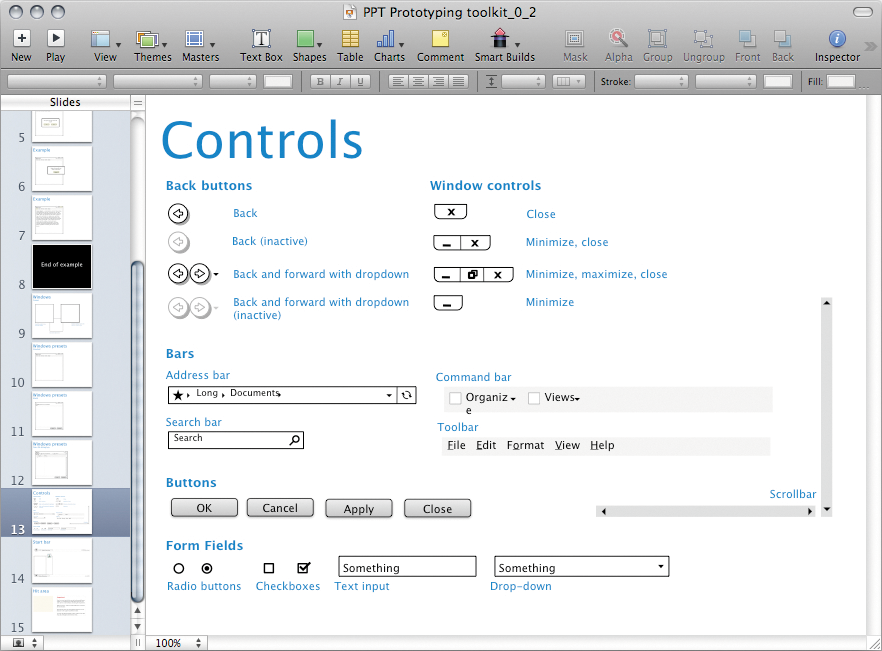 PPT Prototyping toolkit_0_2
New Play View Themes Masters Text Box Shapes Table Charts Comment Smart Builds Mask Alpha Group Ungroup Front Back Inspector
B I U Stroke: Fill:
Slides
5
Example
6
Example
7
End of example
8
Windows
9
Windows presets
10
Windows presets
11
Windows presets
12
Controls
13
Start bar
14
Hit area
15
100%
Controls
Back buttons
Back
Back (inactive)
Back and forward with dropdown
Back and forward with dropdown
(inactive)
Window controls
Close
Minimize, close
Minimize, maximize, close
Minimize
Bars
Address bar
Long Documents
Search bar
Search
Command bar
Organiz
e
Views
Toolbar
File Edit Format View Help
Scrollbar
Buttons
OK Cancel Apply Close
Form Fields
Something Something
Radio buttons Checkboxes Text input Drop-down